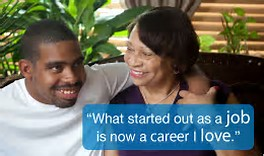 “What started out as a job
is now a career I love.”